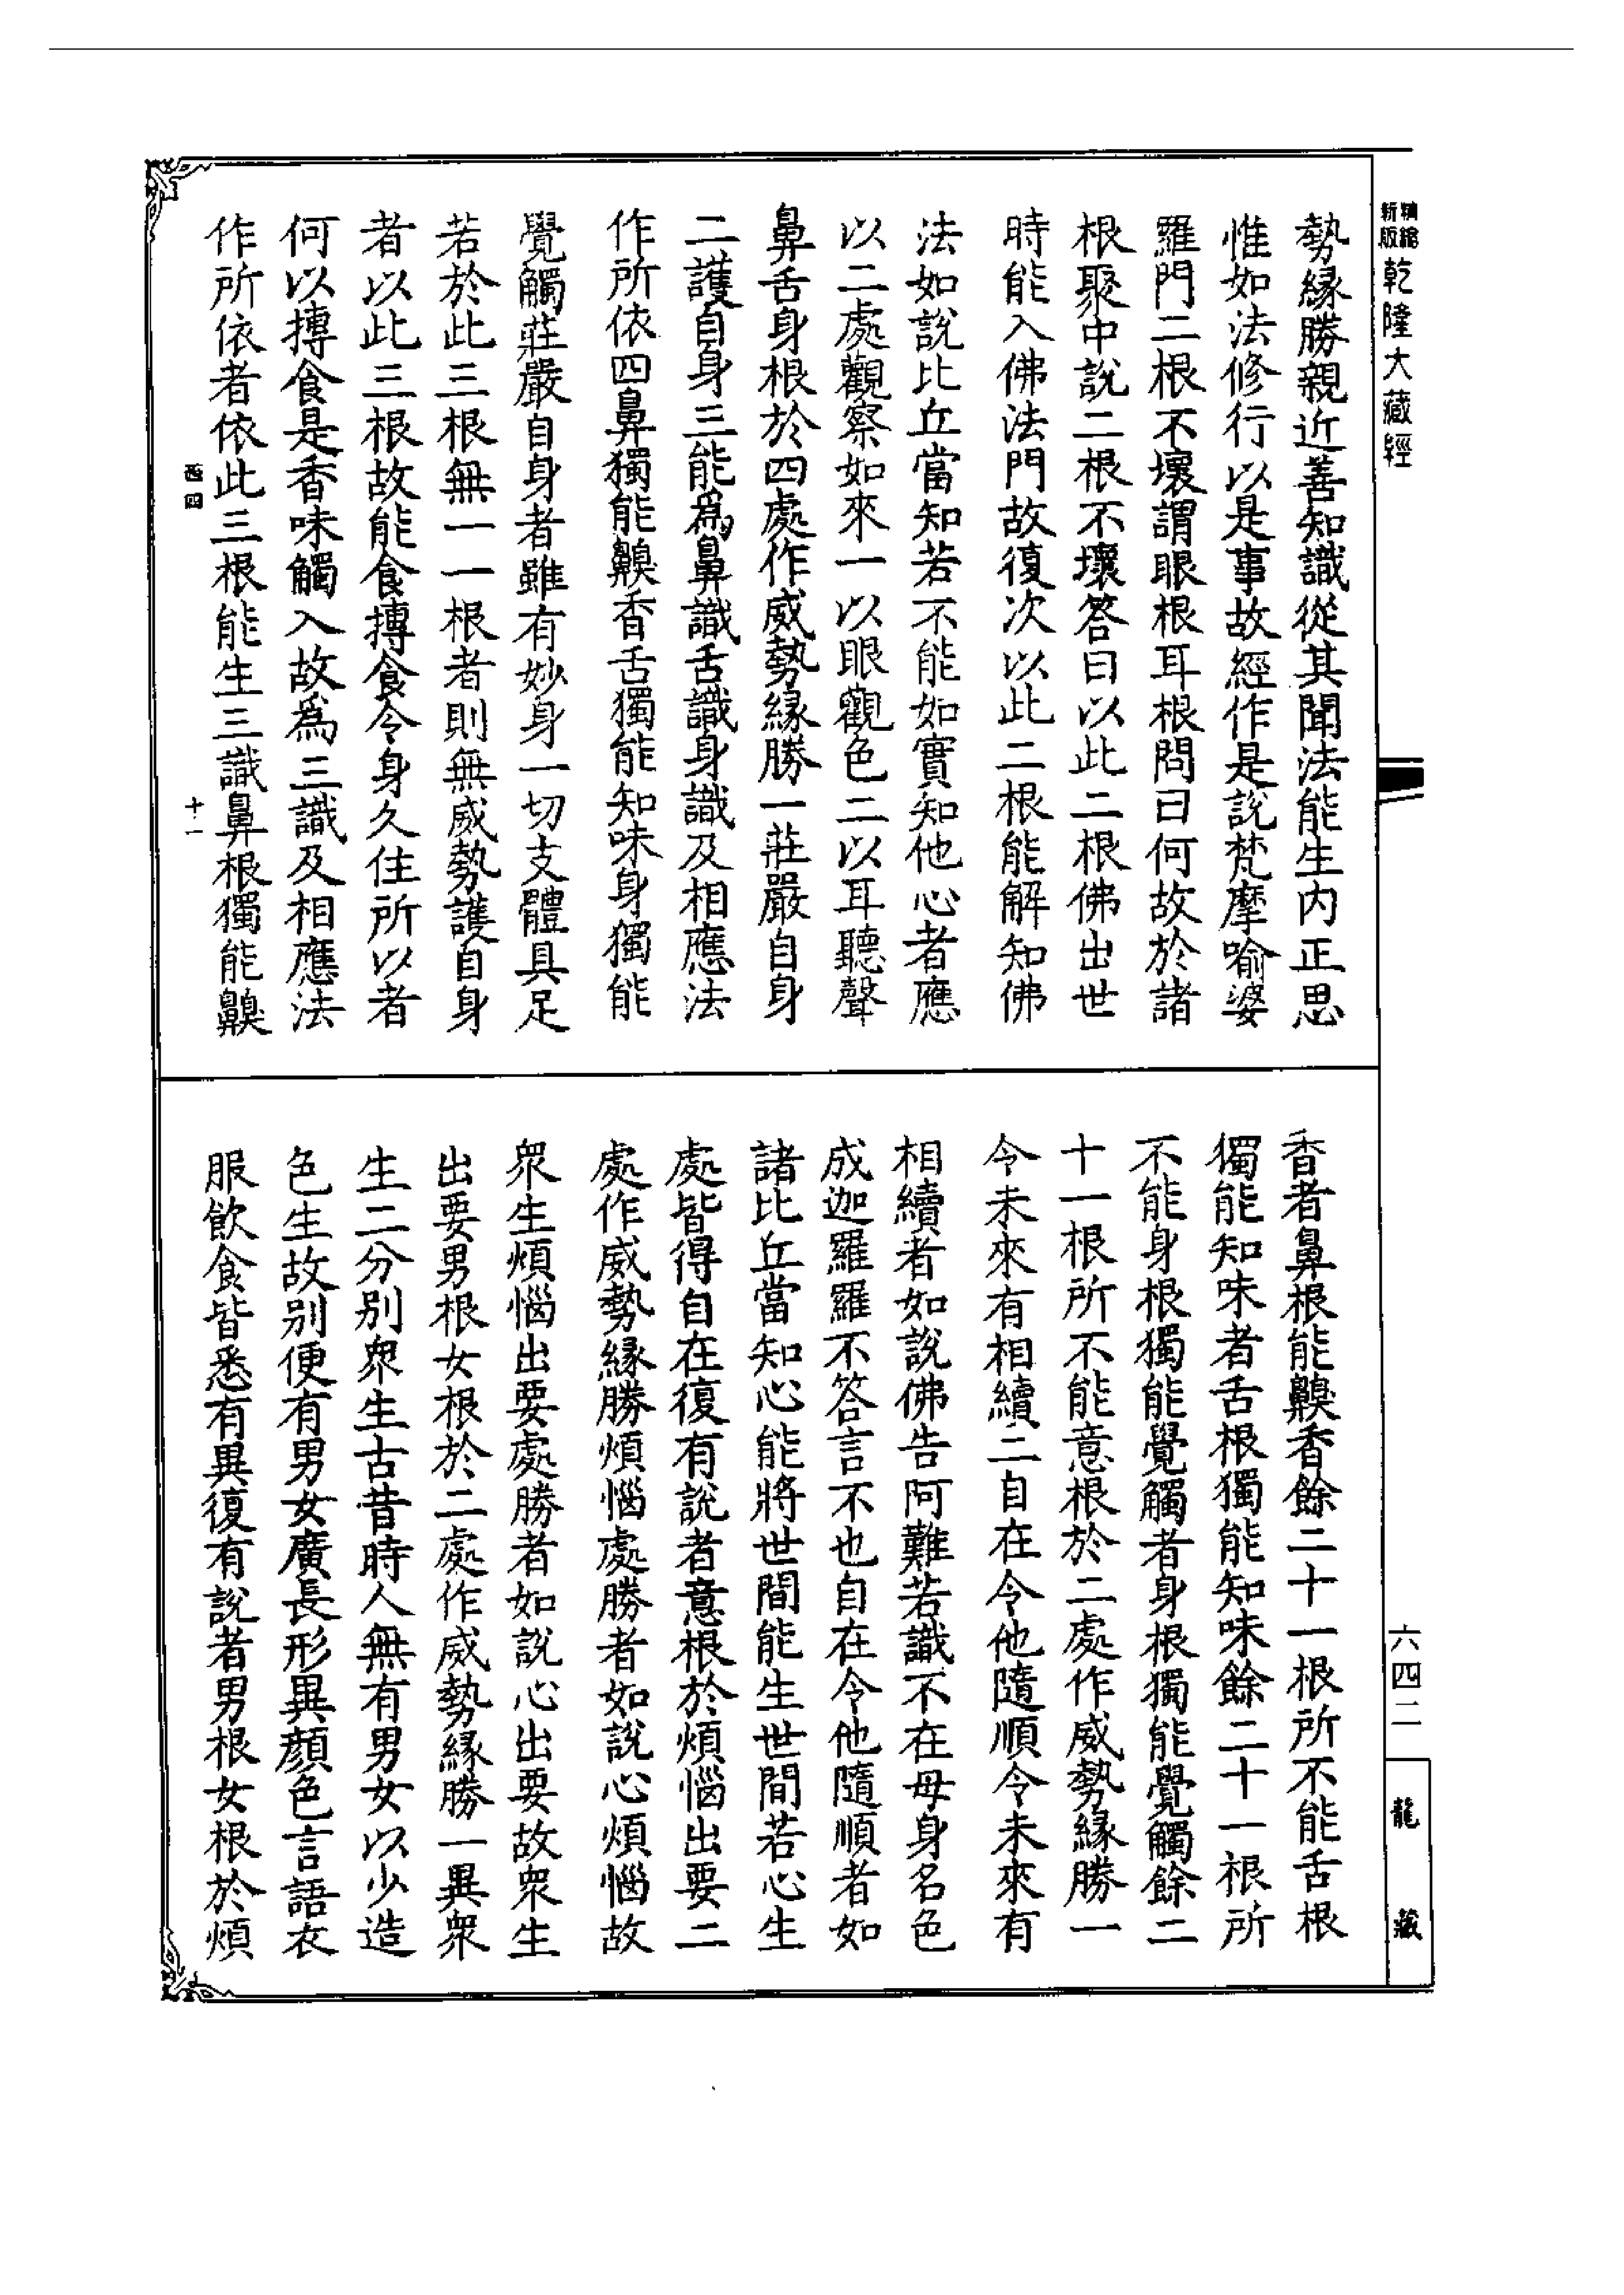 精縮
新版
乾隆大藏經
勢緣勝親近善知識從其聞法能生內正思
惟如法修行以是事故經作是說梵摩喻婆
羅門二根不壞謂眼根耳根問曰何故於諸
根聚中說二根不壞答曰以此二根佛出世
時能入佛法門故復次以此二根能解知佛
法如說比丘當知若不能如實知他心者應
以二處觀察如來一以眼觀色二以耳聽聲
鼻舌身根於四處作威勢緣勝一莊嚴自身
二護自身三能爲鼻識舌識身識及相應法
作所依四鼻獨能齅香舌獨能知味身獨能
覺觸莊嚴自身者雖有妙身一切支體具足
若於此三根無一一根者則無威勢護自身
者以此三根故能食摶食令身久住所以者
何以摶食是香味觸入故爲三識及相應法
作所依者依此三根能生三識鼻根獨能齅
西四
十一
香者鼻根能齅香餘二十一根所不能舌根
獨能知味者舌根獨能知味餘二十一根所
不能身根獨能覺觸者身根獨能覺觸餘二
十一根所不能意根於二處作威勢緣勝一
令未來有相續二自在令他隨順令未來有
相續者如說佛告阿難若識不在母身名色
成迦羅羅不答言不也自在令他隨順者如
諸比丘當知心能將世間能生世間若心生
處皆得自在復有說者意根於煩惱出要二
處作威勢緣勝煩惱處勝者如說心煩惱故
眾生煩惱出要處勝者如說心出要故眾生
出要男根女根於二處作威勢緣勝一異眾
生二分別眾生古昔時人無有男女以少造
色生故別便有男女廣長形異顏色言語衣
服飲食皆悉有異復有說者男根女根於煩
六四二
龍藏